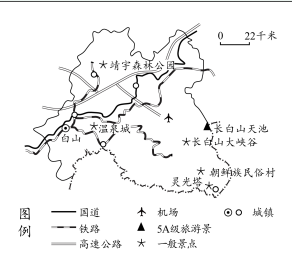 靖宇森林公园
0 22千米
温泉城
白山
长白山天池
长白山大峡谷
朝鲜族民俗村
灵光塔
图例
国道
机场
城镇
铁路
5A级旅游景
高速公路
一般景点